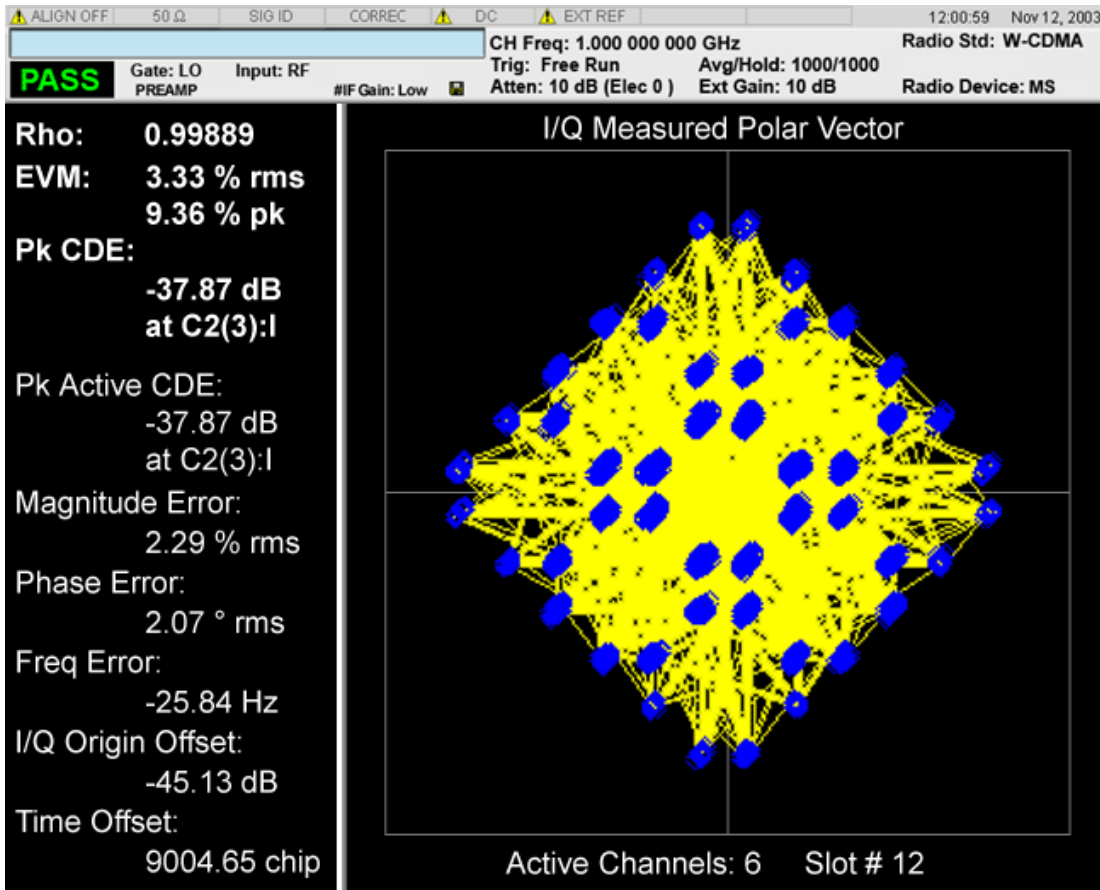 ALIGN OFF 50 Ω SIG ID CORREC DC EXT REF 12:00:59 Nov 12, 2003
CH Freq: 1.000 000 000 GHz Radio Std: W-CDMA
PASS Gate: LO Input: RF Trig: Free Run Avg/Hold: 1000/1000
PREAMP #IF Gain: Low Atten: 10 dB (Elec 0 ) Ext Gain: 10 dB Radio Device: MS
Rho: 0.99889
EVM: 3.33 % rms
9.36 % pk
Pk CDE:
-37.87 dB
at C2(3):I
Pk Active CDE:
-37.87 dB
at C2(3):I
Magnitude Error:
2.29 % rms
Phase Error:
2.07 ° rms
Freq Error:
-25.84 Hz
I/Q Origin Offset:
-45.13 dB
Time Offset:
9004.65 chip
I/Q Measured Polar Vector
Active Channels: 6 Slot # 12